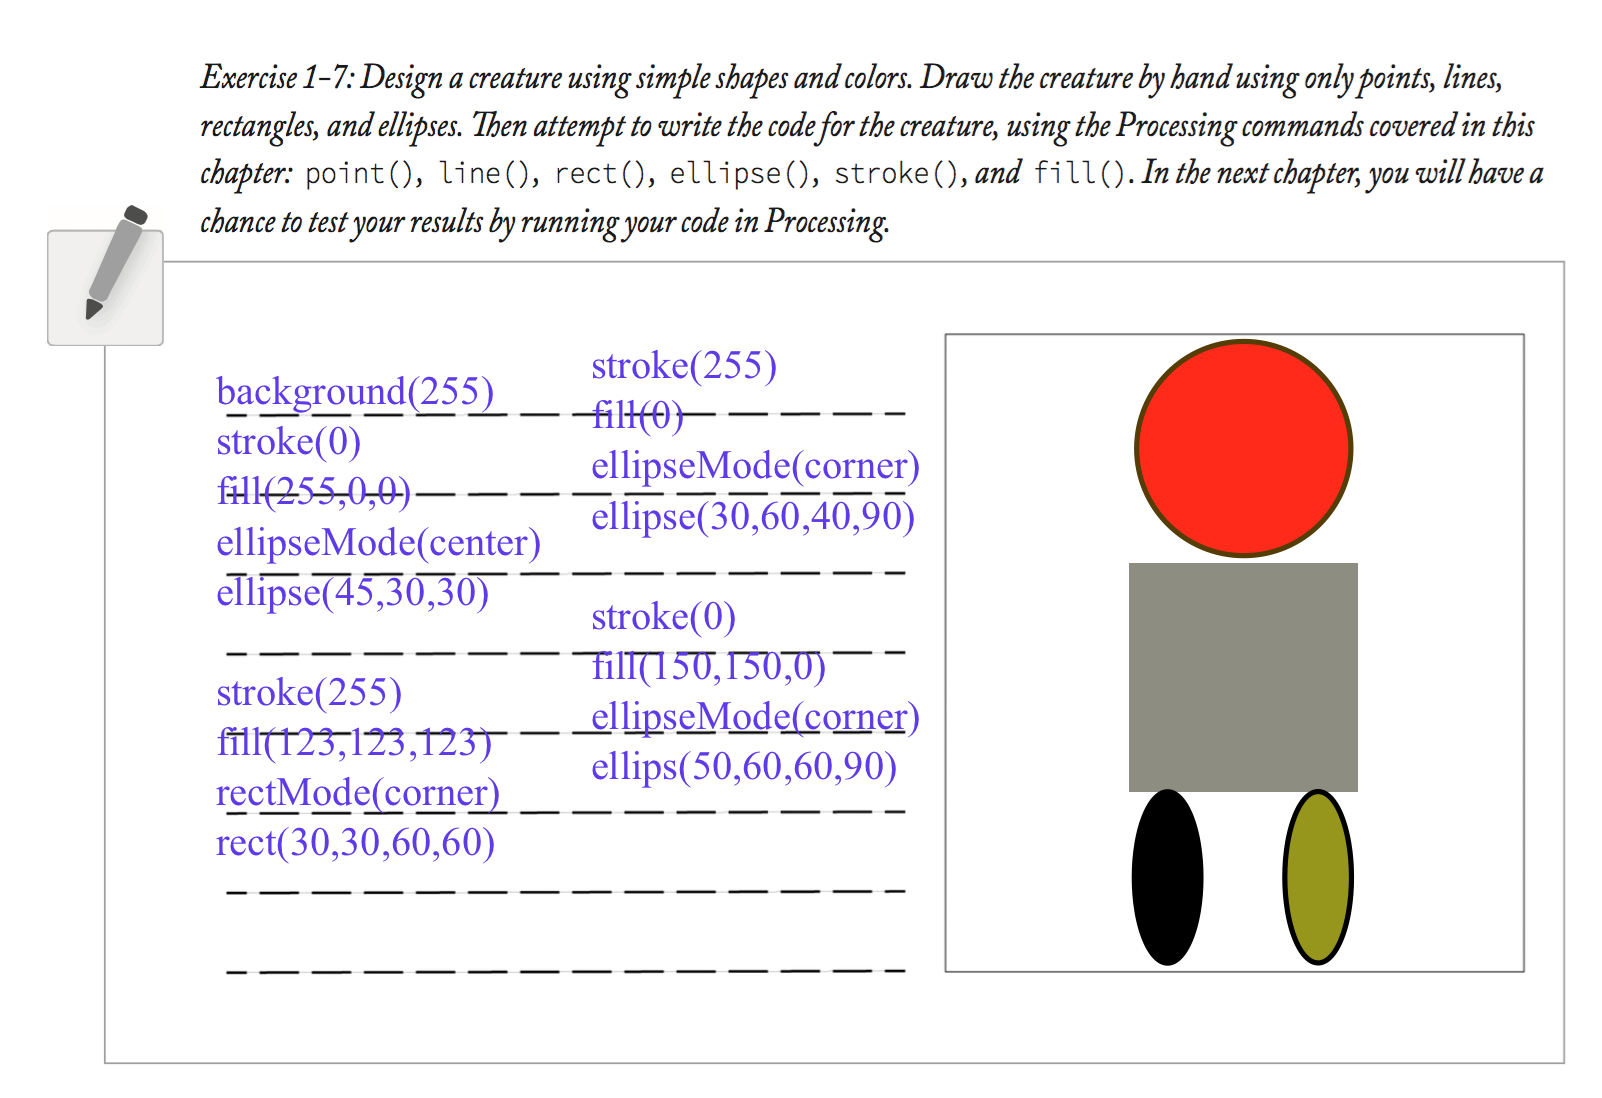 Exercise 1-7: Design a creature using simple shapes and colors. Draw the creature by hand using only points, lines,
rectangles, and ellipses. Then attempt to write the code for the creature, using the Processing commands covered in this
chapter: point(), line(), rect(), ellipse(), stroke(), and fill(). In the next chapter, you will have a
chance to test your results by running your code in Processing.
background(255)
stroke(0)
fill(255,0,0)
ellipseMode(center)
ellipse(45,30,30)
stroke(255)
fill(123,123,123)
rectMode(corner)
rect(30,30,60,60)
stroke(255)
fill(0)
ellipseMode(corner)
ellipse(30,60,40,90)
stroke(0)
fill(150,150,0)
ellipseMode(corner)
ellips(50,60,60,90)